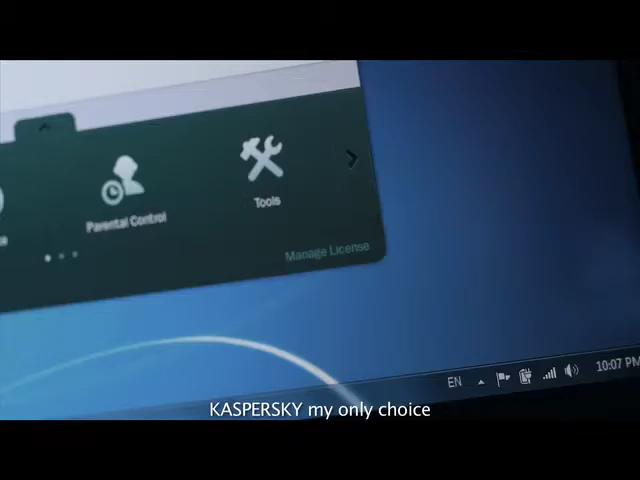 Parental Control
Tools
Manage License
EN
10:07 PM
KASPERSKY my only choice